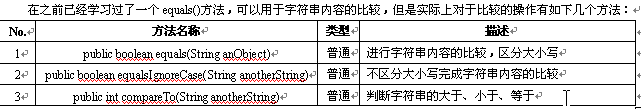 在之前已经学习过了一个equals()方法，可以用于字符串内容的比较，但是实际上对于比较的操作有如下几个方法：
No. 方法名称 类型 描述
1 public boolean equals(String anObject) 普通 进行字符串内容的比较，区分大小写
2 public boolean equalsIgnoreCase(String anotherString) 普通 不区分大小写完成字符串内容的比较
3 public int compareTo(String anotherString) 普通 判断字符串的大于、小于、等于